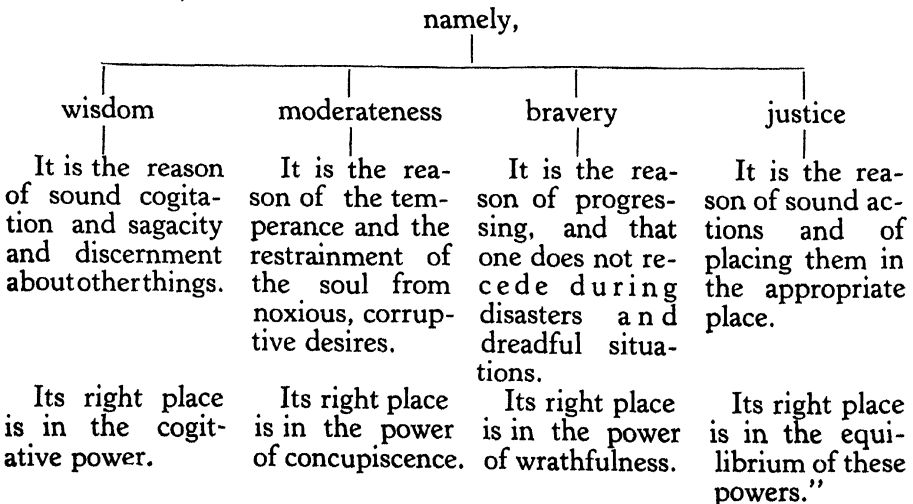 namely,
wisdom
It is the reason
of sound cogita-
tion and sagacity
and discernment
about other things.
Its right place
is in the cogit-
ative power.
moderateness
It is the rea-
son of the tem-
perance and the
restrainment of
the soul from
noxious, corrup-
tive desires.
Its right place
is in the power
of concupiscence.
bravery
It is the rea-
son of progres-
sing, and that
one does not re-
cede during
disasters and
dreadful situa-
tions.
Its right place
is in the power
of wrathfulness.
justice
It is the rea-
son of sound ac-
tions and of
placing them in
the appropriate
place.
Its right place
is in the equi-
librium of these
powers."